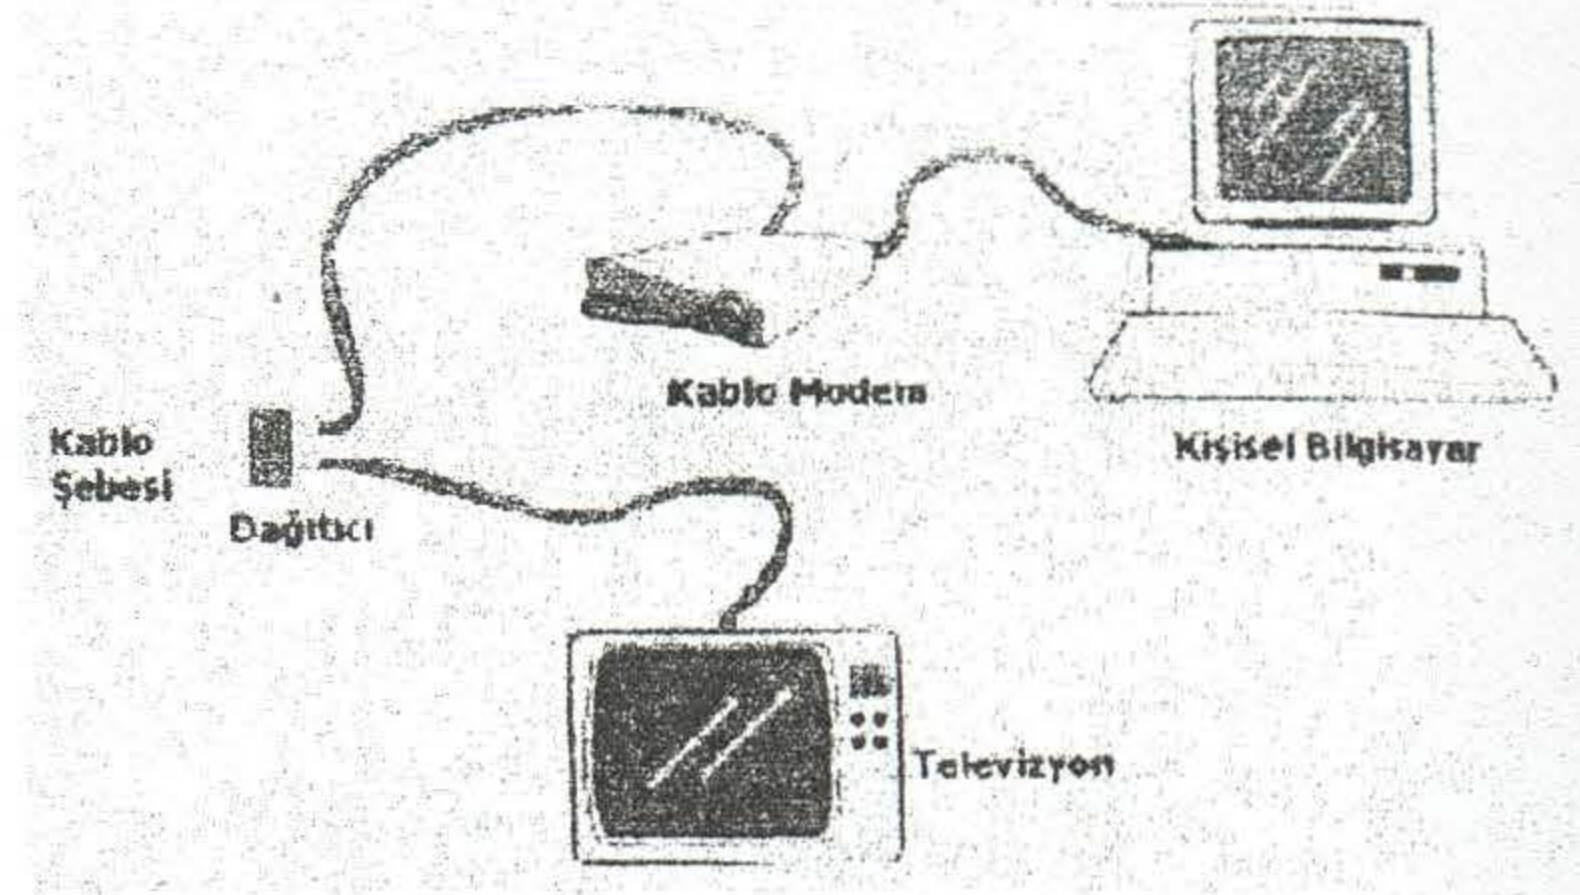 Kablo Modem
Kişisel Bilgisayar
Kablo
Şebesi
Dağıtıcı
Televizyon